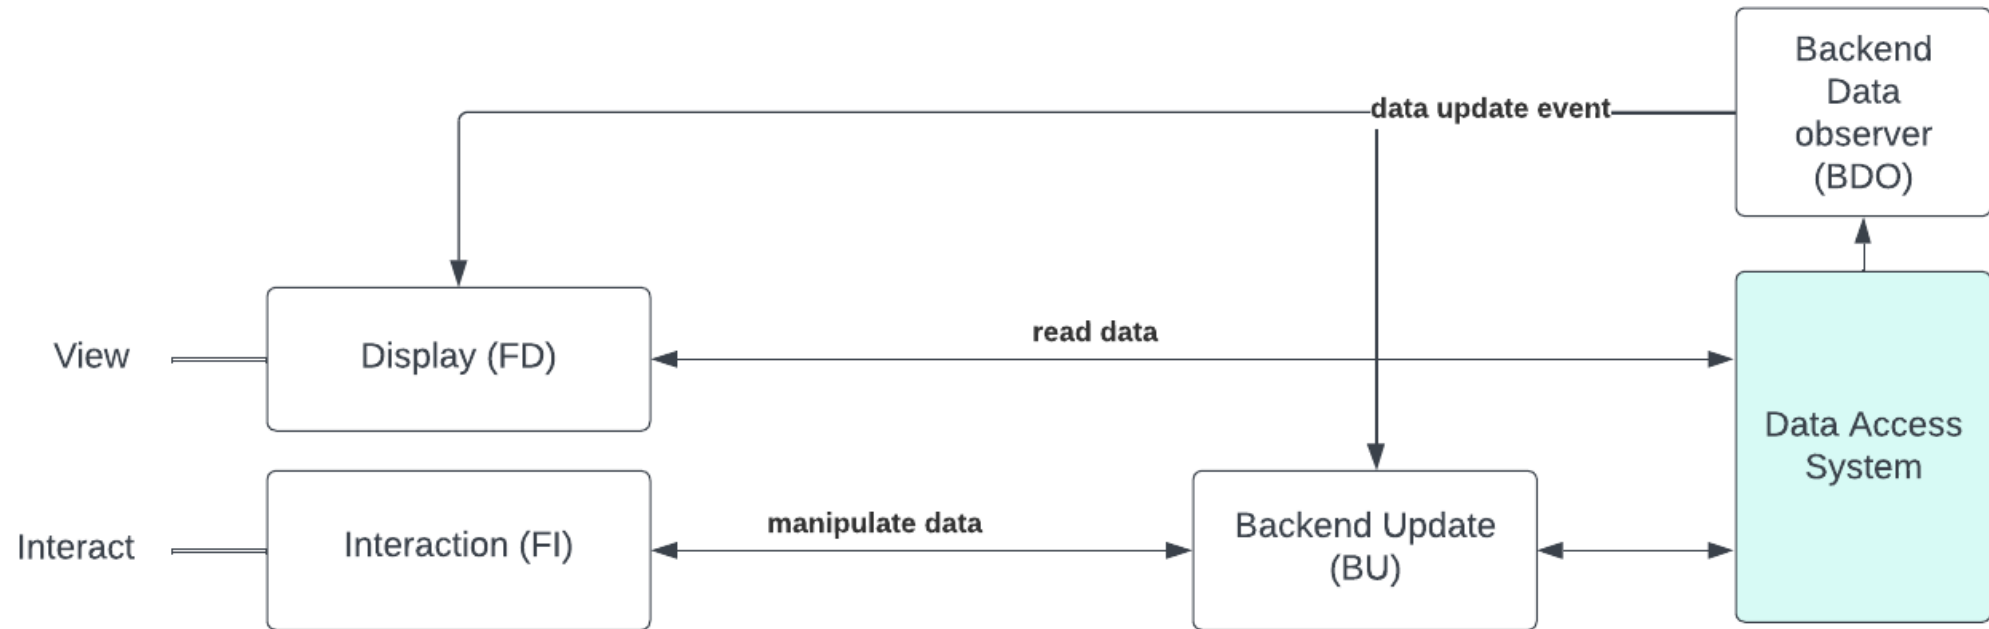 Backend
Data
observer
(BDO)
data update event
View
Display (FD)
read data
Data Access
System
Interact
Interaction (FI)
manipulate data
Backend Update
(BU)